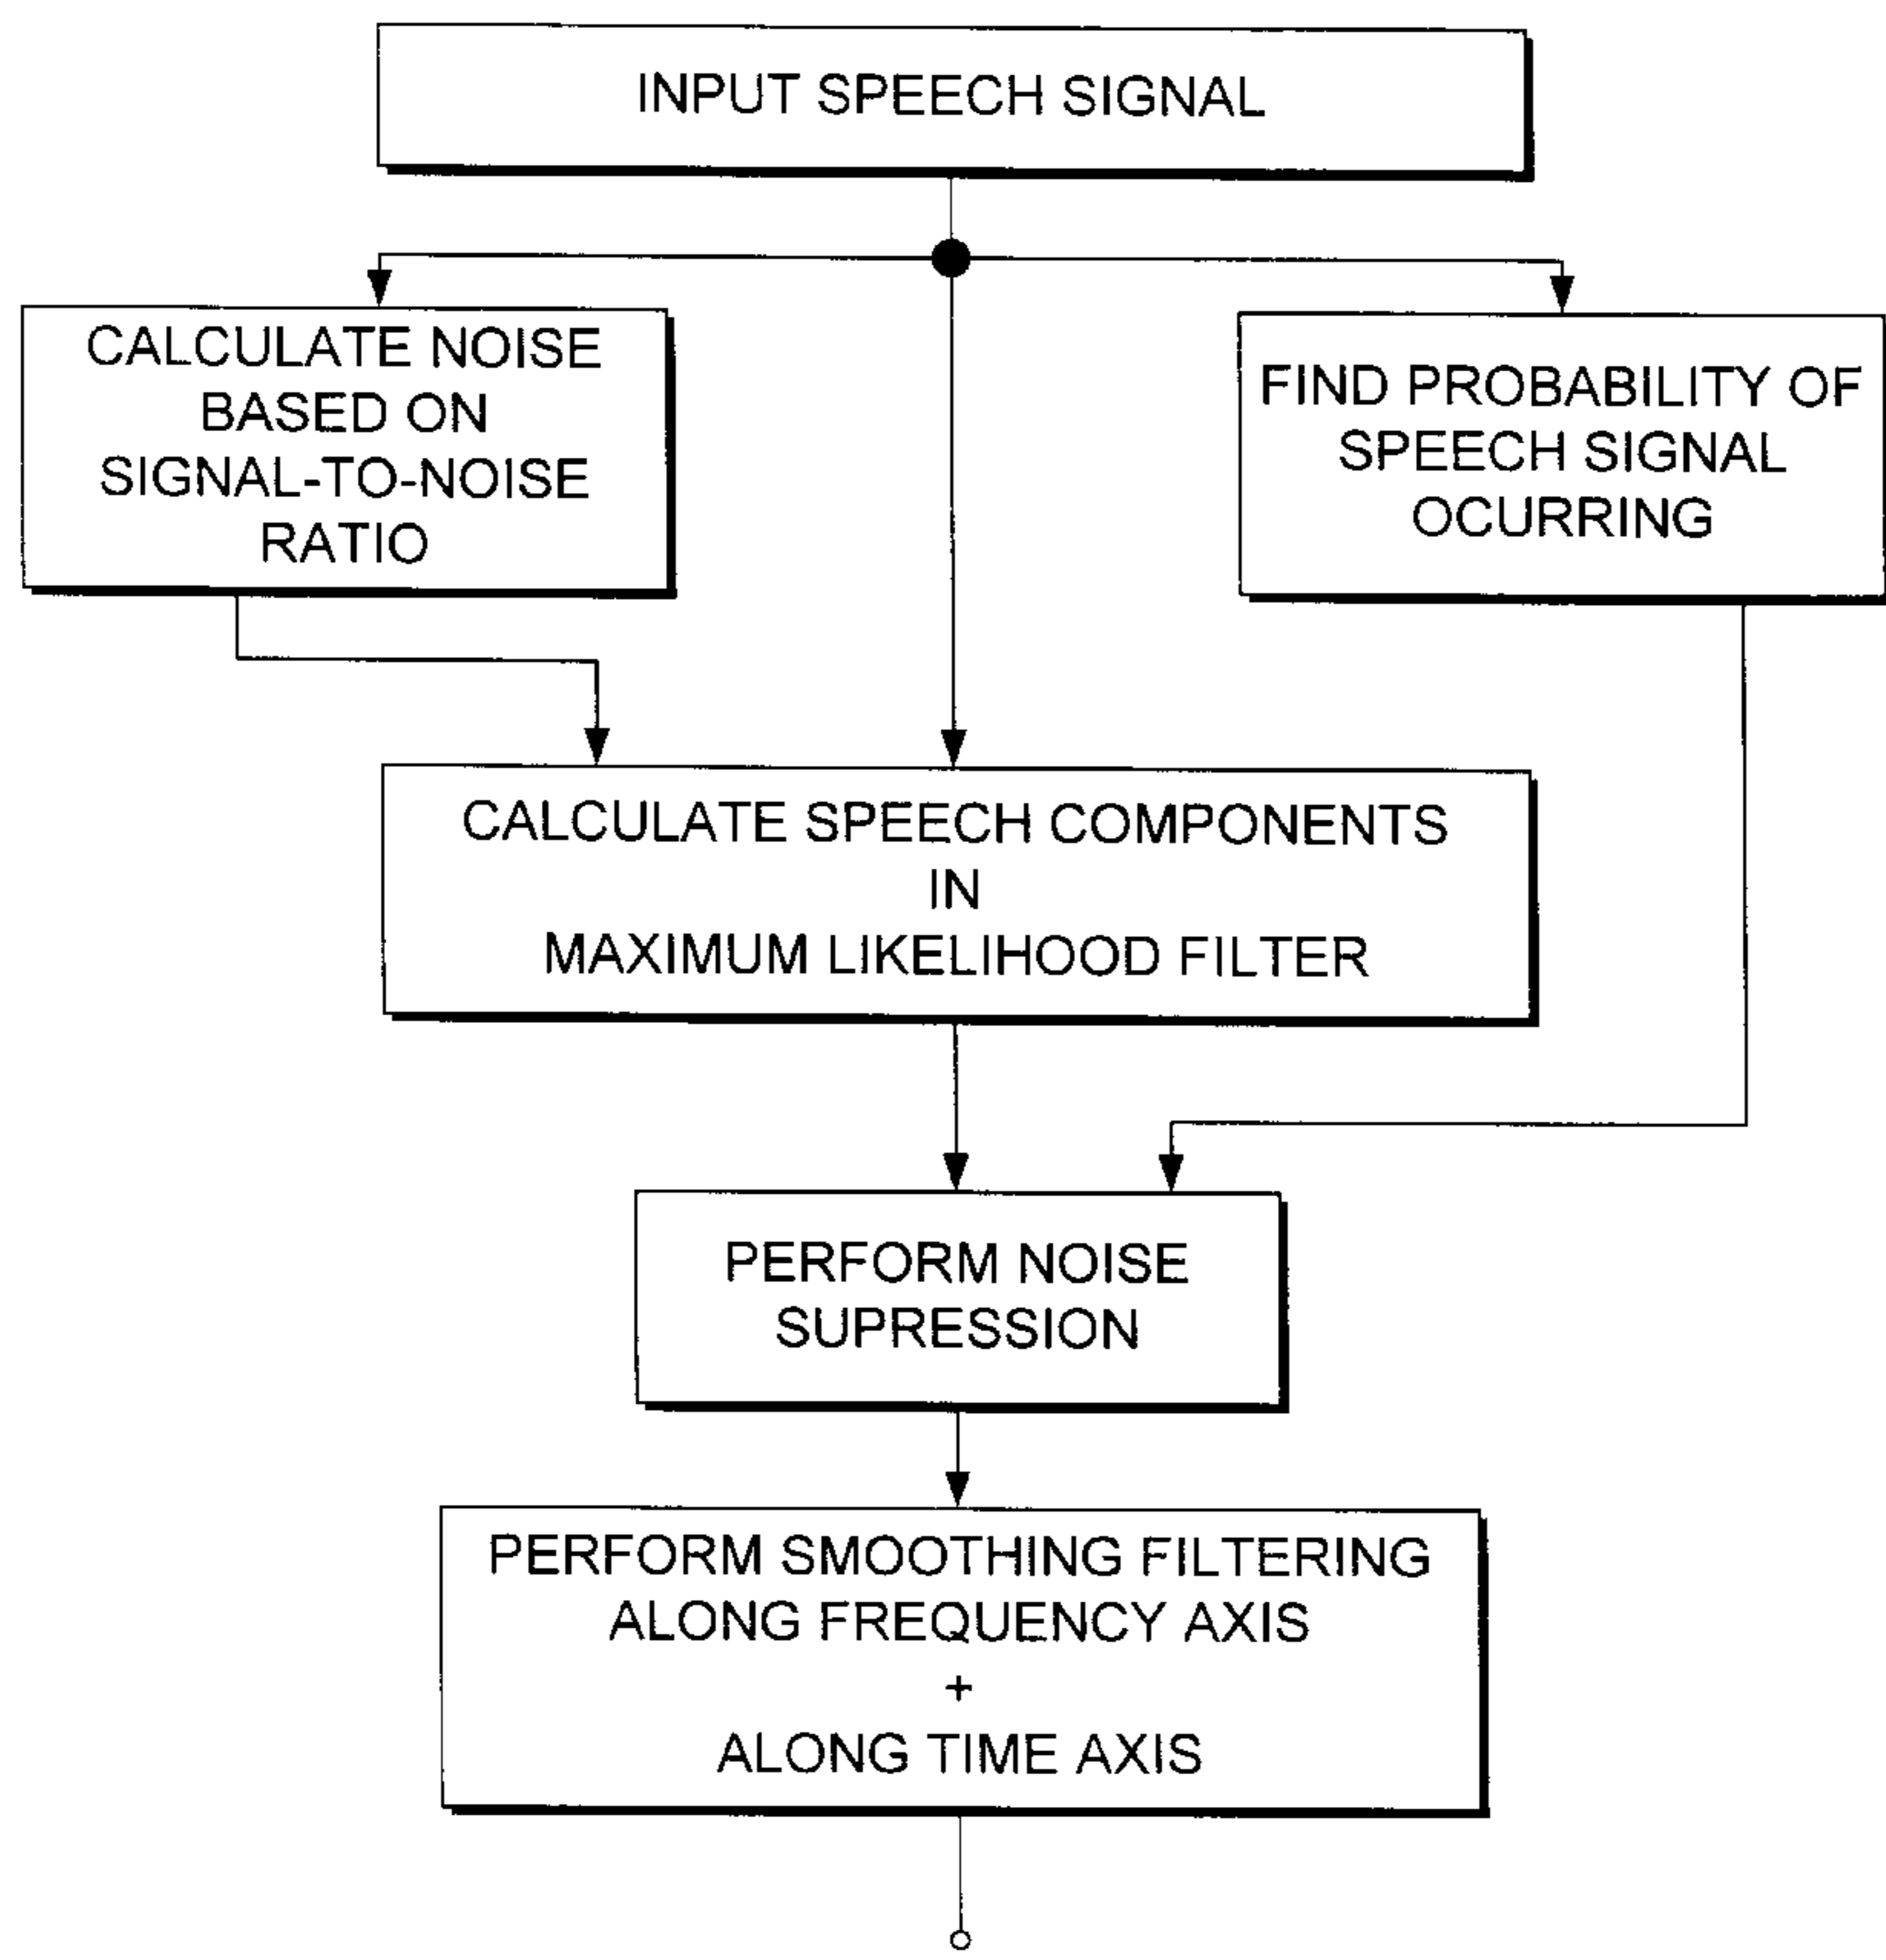 INPUT SPEECH SIGNAL
CALCULATE NOISE
BASED ON
SIGNAL-TO-NOISE
RATIO
FIND PROBABILITY OF
SPEECH SIGNAL
OCURRING
CALCULATE SPEECH COMPONENTS
IN
MAXIMUM LIKELIHOOD FILTER
PERFORM NOISE
SUPRESSION
PERFORM SMOOTHING FILTERING
ALONG FREQUENCY AXIS
+
ALONG TIME AXIS